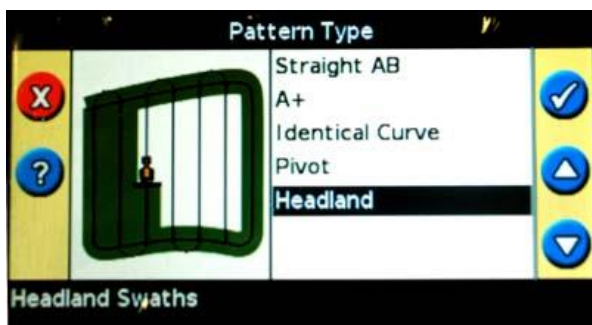 Pattern Type
Straight AB
A+
Identical Curve
Pivot
Headland
Headland Swaths